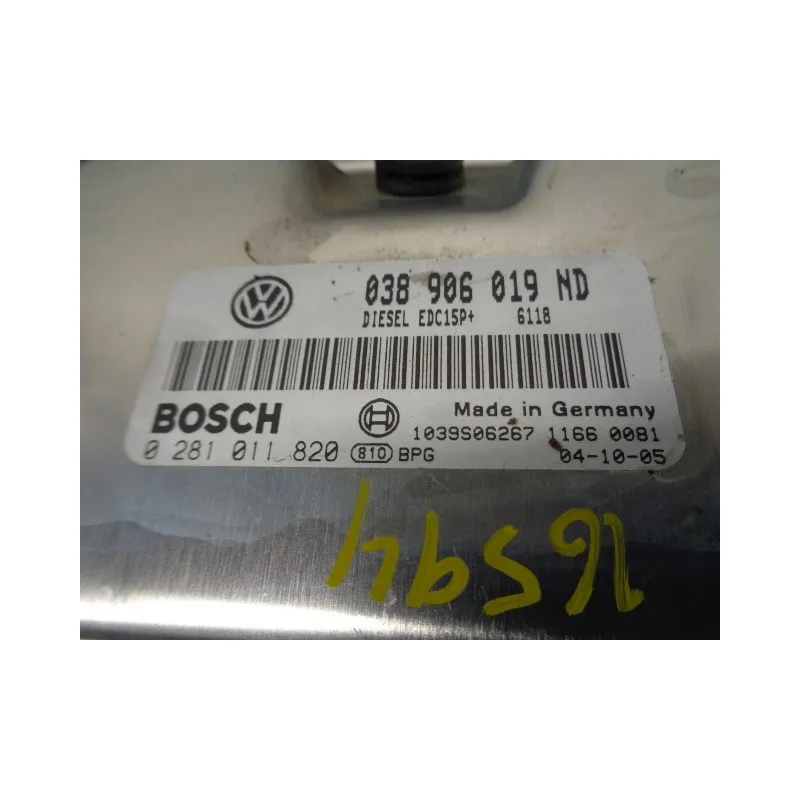 038 906 019 ND
DIESEL EDC15P+ 6118
BOSCH Made in Germany
0 281 011 820 810 BPG 1039S06267 1166 0081
04-10-05
16594